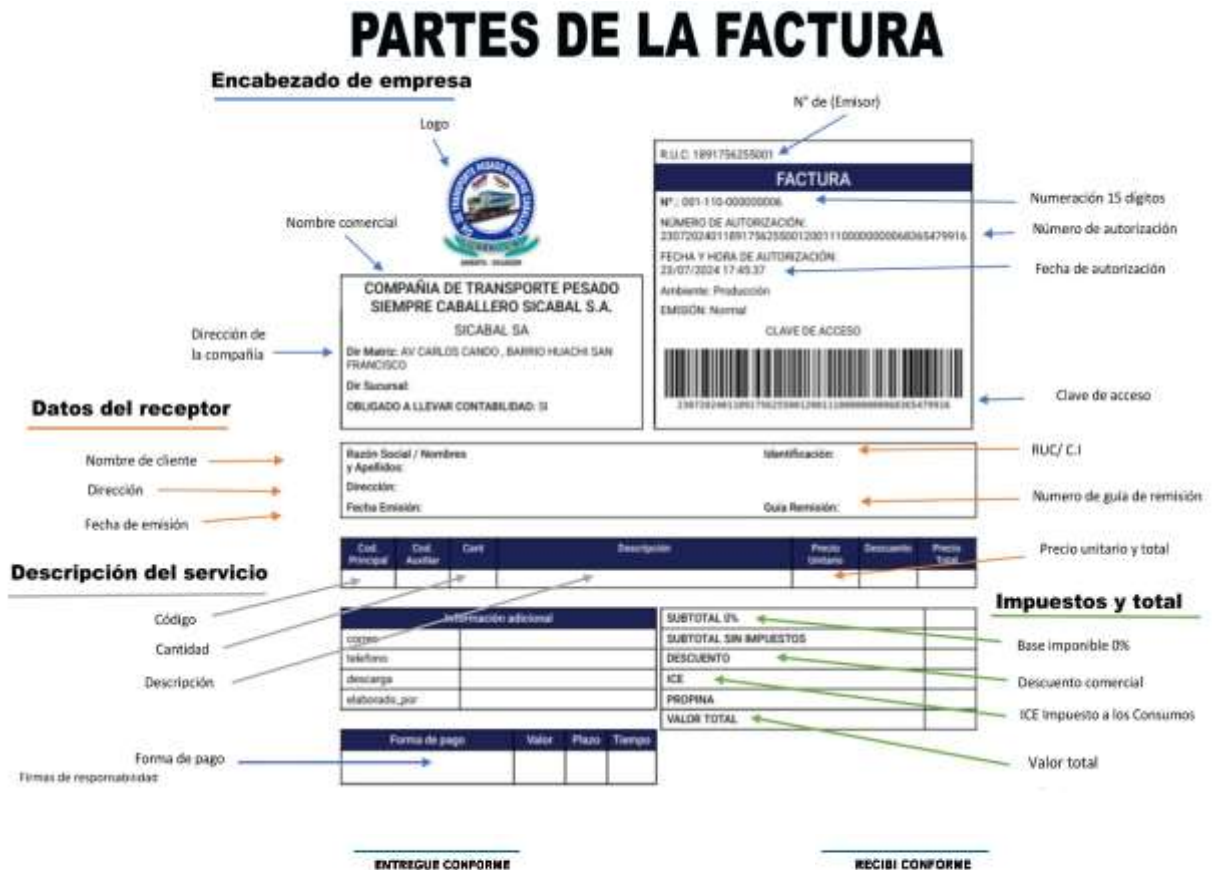 PARTES DE LA FACTURA
Encabezado de empresa
Logo
Nombre comercial
COMPAÑIA DE TRANSPORTE PESADO
SIEMPRE CABALLERO SICABAL S.A.
SICABAL SA
Dirección de
la compañia
Dir Matriz: AV CARLOS CANDO , BARRIO HUACHI SAN
FRANCISCO
Dir Sucursal:
OBLIGADO A LLEVAR CONTABILIDAD: SI
N° de (Emisor)
R.U.C: 1891756255001
FACTURA
N°.: 001-110-000000006
Numeración 15 dígitos
NÚMERO DE AUTORIZACIÓN:
Número de autorización
FECHA Y HORA DE AUTORIZACIÓN:
23/07/2024 17:45:37
Fecha de autorización
Ambiente: Producción
EMISIÓN: Normal
CLAVE DE ACCESO
Clave de acceso
Datos del receptor
Nombre de cliente
Dirección
Fecha de emisión
Razón Social / Nombres
y Apellidos:
Dirección:
Fecha Emisión:
Identificación:
Guía Remisión:
RUC/ C.I
Numero de guía de remisión
Descripción del servicio
Código
Cantidad
Descripción
Cod.
Principal
Cod.
Auxiliar
Cant
Descripción
Precio
Unitario
Descuento
Precio
Total
Precio unitario y total
Información adicional
correo
telefono
descarga
elaborado_por
Impuestos y total
SUBTOTAL 0%
SUBTOTAL SIN IMPUESTOS
DESCUENTO
ICE
PROPINA
VALOR TOTAL
Base imponible 0%
Descuento comercial
ICE Impuesto a los Consumos
Valor total
Forma de pago
Firmas de responsabilidad
Forma de pago
Valor
Plazo
Tiempo
ENTREGUE CONFORME
RECIBI CONFORME